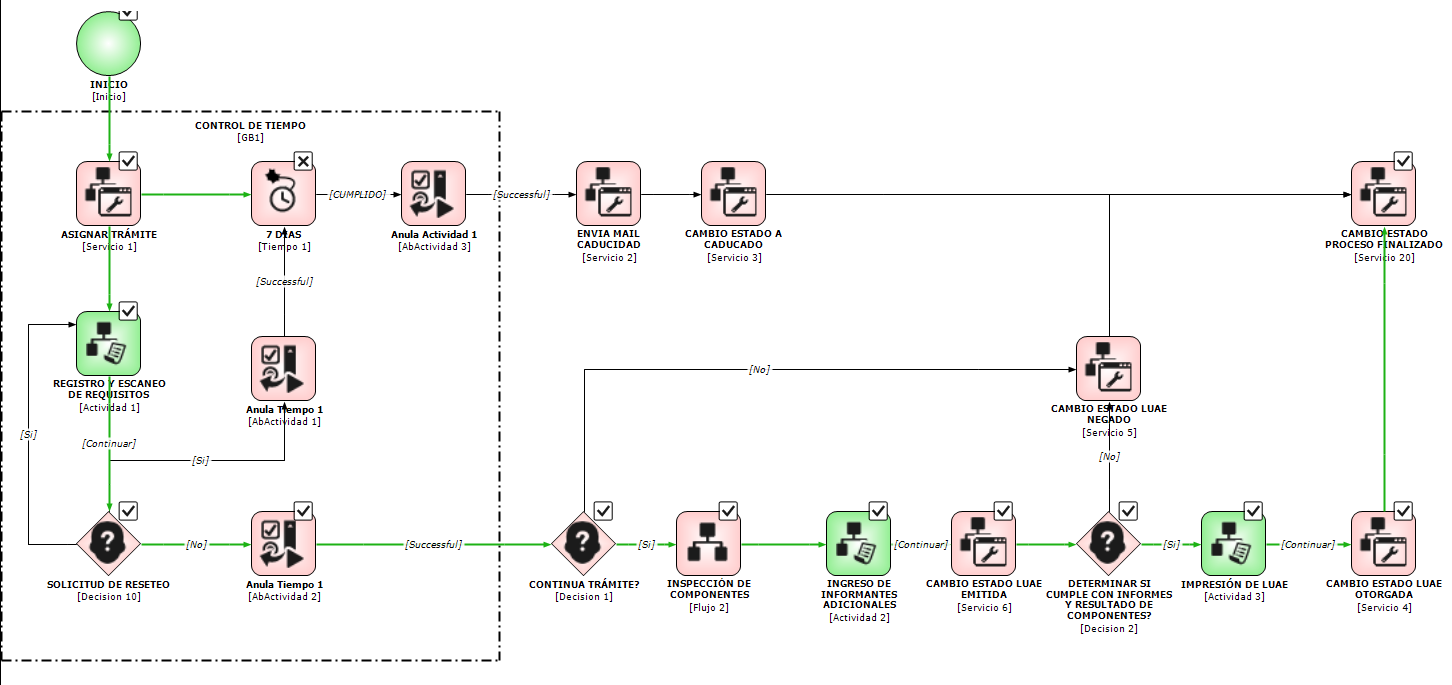 INICIO
[Inicio]
CONTROL DE TIEMPO
[GB1]
ASIGNAR TRÁMITE
[Servicio 1]
7 DIAS
[Tiempo 1]
[CUMPLIDO]
Anula Actividad 1
[AbActividad 3]
[Successful]
ENVIA MAIL
CADUCIDAD
[Servicio 2]
CAMBIO ESTADO A
CADUCADO
[Servicio 3]
CAMBIO ESTADO
PROCESO FINALIZADO
[Servicio 20]
[Successful]
REGISTRO Y ESCANEO
DE REQUISITOS
[Actividad 1]
Anula Tiempo 1
[AbActividad 1]
[No]
CAMBIO ESTADO LUAE
NEGADO
[Servicio 5]
[Si]
[Continuar]
[Si]
[No]
SOLICITUD DE RESETEO
[Decision 10]
[No]
Anula Tiempo 1
[AbActividad 2]
[Successful]
CONTINUA TRÁMITE?
[Decision 1]
[Si]
INSPECCIÓN DE
COMPONENTES
[Flujo 2]
INGRESO DE
INFORMANTES
ADICIONALES
[Actividad 2]
[Continuar]
CAMBIO ESTADO LUAE
EMITIDA
[Servicio 6]
DETERMINAR SI
CUMPLE CON INFORMES
Y RESULTADO DE
COMPONENTES?
[Decision 2]
[Si]
IMPRESIÓN DE LUAE
[Actividad 3]
[Continuar]
CAMBIO ESTADO LUAE
OTORGADA
[Servicio 4]